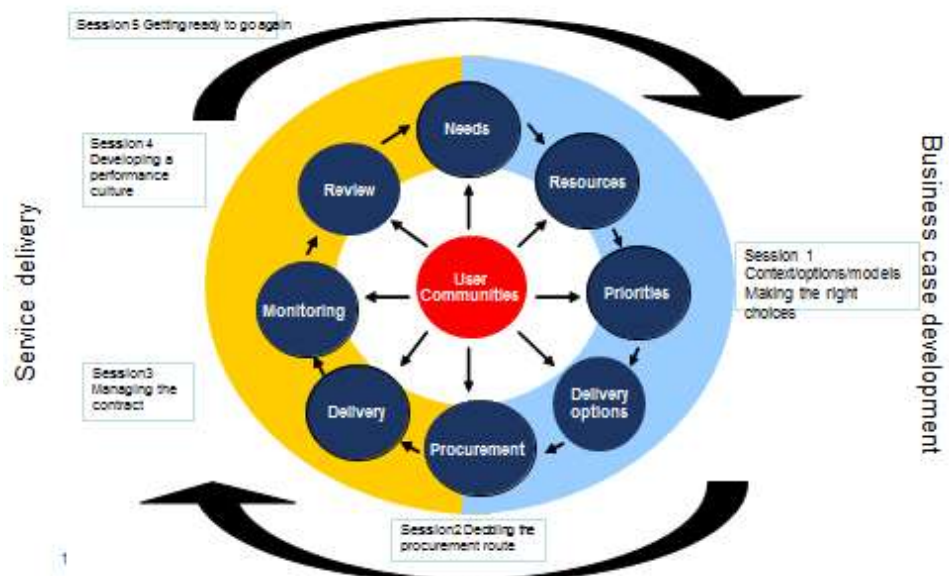 Session 5 Getting ready to go again
Needs
Session 4
Developing a
performance
culture
Review
Resources
Service delivery
Business case development
User
Communities
Session 1
Context/options/models
Making the right
choices
Monitoring
Priorities
Session3
Managing the
contract
Delivery
Delivery
options
Procurement
Session2 Deciding the
procurement route
1